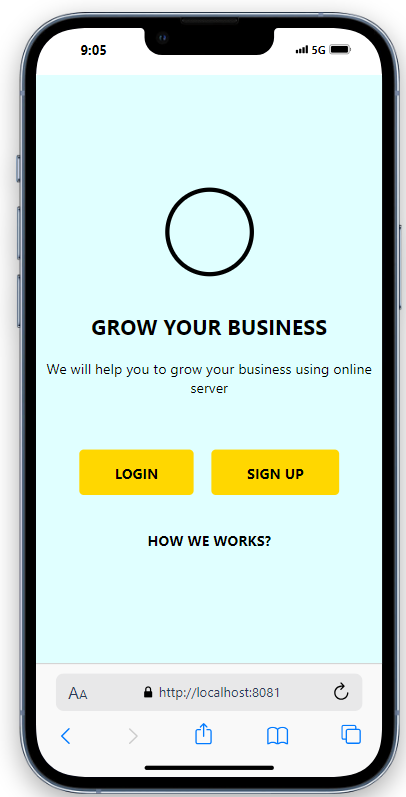 9:05
5G
GROW YOUR BUSINESS
We will help you to grow your business using online
server
LOGIN
SIGN UP
HOW WE WORKS?
AA
http://localhost:8081